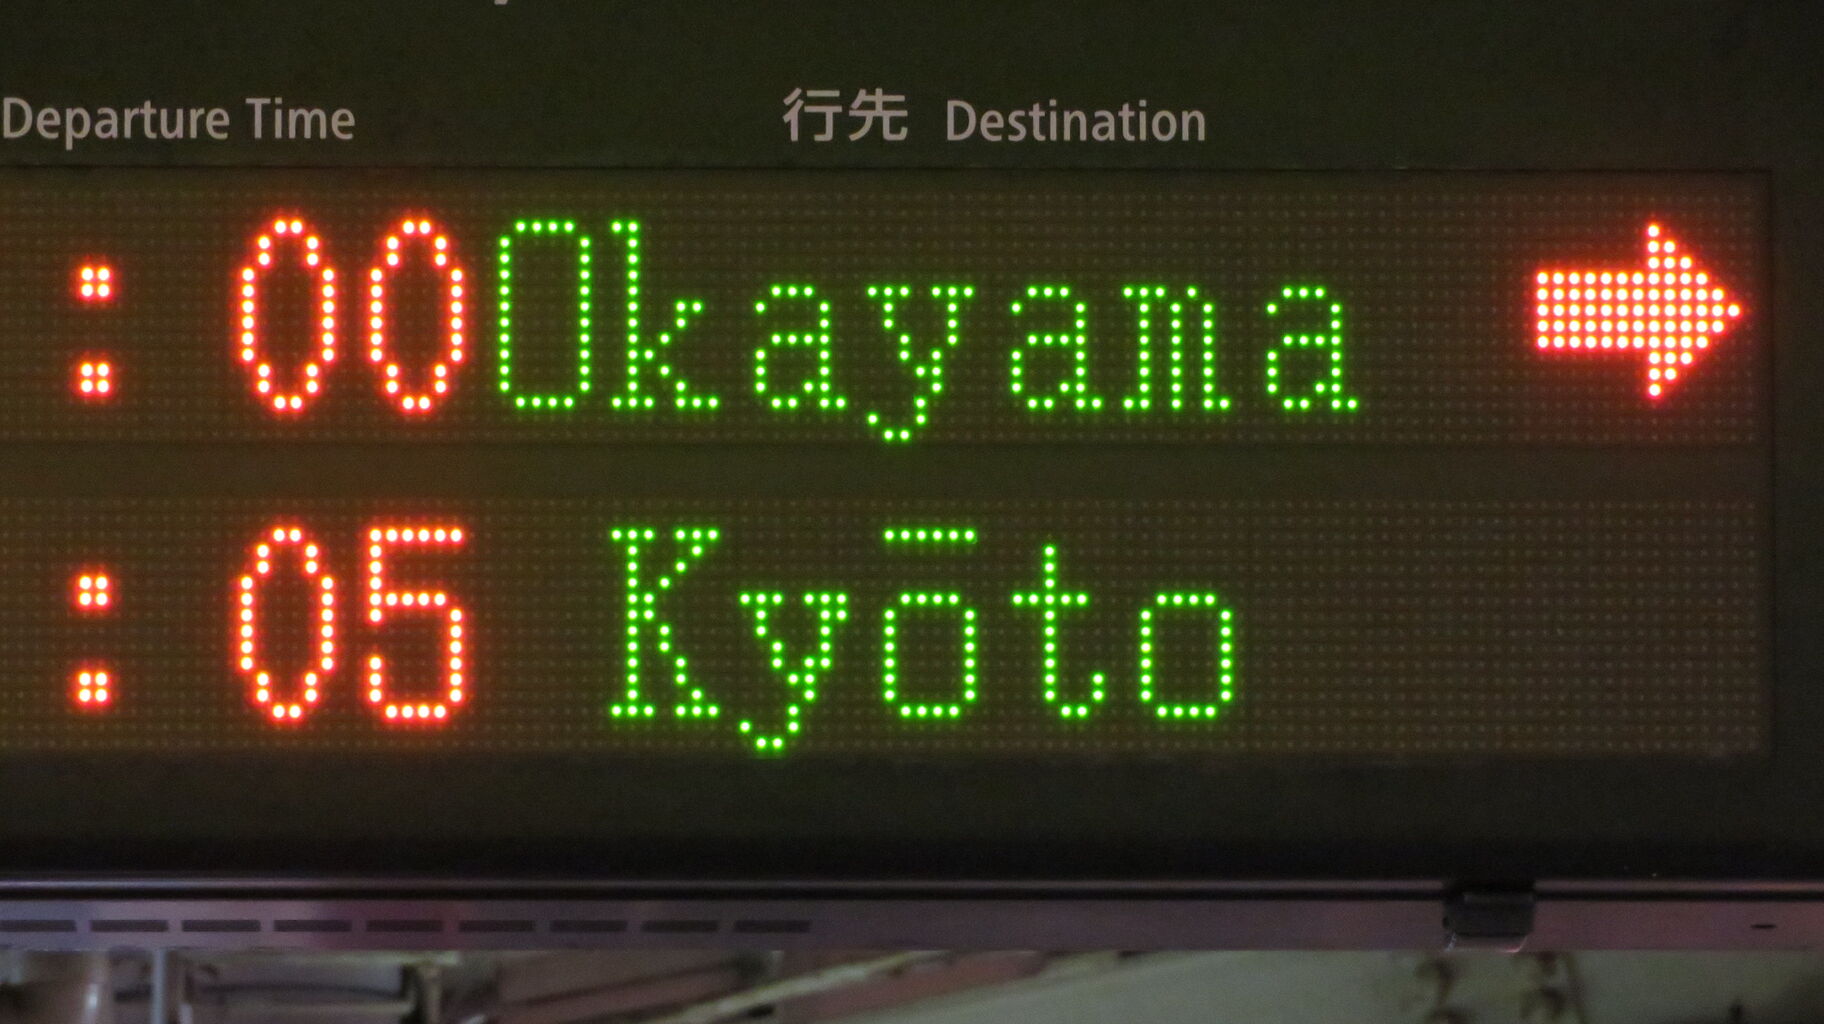 Departure Time 行先 Destination
: 00 Okayama
: 05 Kyōto